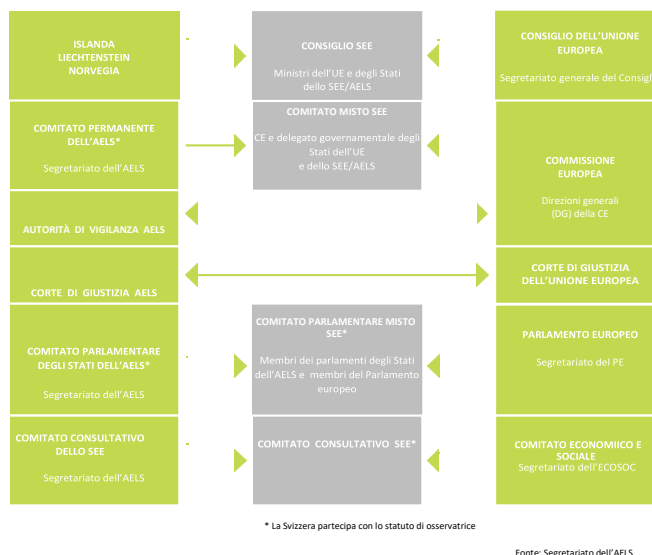 ISLANDA
LIECHTENSTEIN
NORVEGIA
CONSIGLIO SEE
Ministri dell'UE e degli Stati
dello SEE/AELS
CONSIGLIO DELL'UNIONE
EUROPEA
Segretariato generale del Consigl
COMITATO PERMANENTE
DELL'AELS*
Segretariato dell'AELS
COMITATO MISTO SEE
CE e delegato governamentale degli
Stati dell'UE
e dello SEE/AELS
COMMISSIONE
EUROPEA
Direzioni generali
(DG) della CE
AUTORITÀ DI VIGILANZA AELS
CORTE DI GIUSTIZIA AELS
CORTE DI GIUSTIZIA
DELL'UNIONE EUROPEA
COMITATO PARLAMENTARE
DEGLI STATI DELL'AELS*
Segretariato dell'AELS
COMITATO PARLAMENTARE MISTO
SEE*
Membri dei parlamenti degli Stati
dell'AELS e membri del Parlamento
europeo
PARLAMENTO EUROPEO
Segretariato del PE
COMITATO CONSULTATIVO
DELLO SEE
Segretariato dell'AELS
COMITATO CONSULTATIVO SEE*
COMITATO ECONOMIICO E
SOCIALE
Segretariato dell'ECOSOC
* La Svizzera partecipa con lo statuto di osservatrice
Fonte: Segretariato dell'AELS